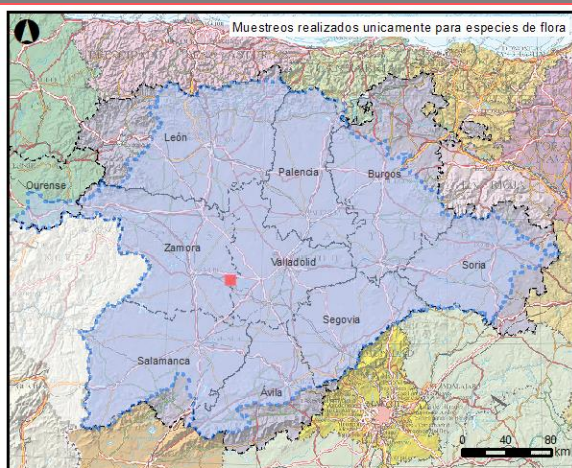 Muestreos realizados unicamente para especies de flora
León
Palencia
Burgos
Ourense
Zamora
Valladolid
Soria
Segovia
Salamanca
Ávila
0 40 80
km